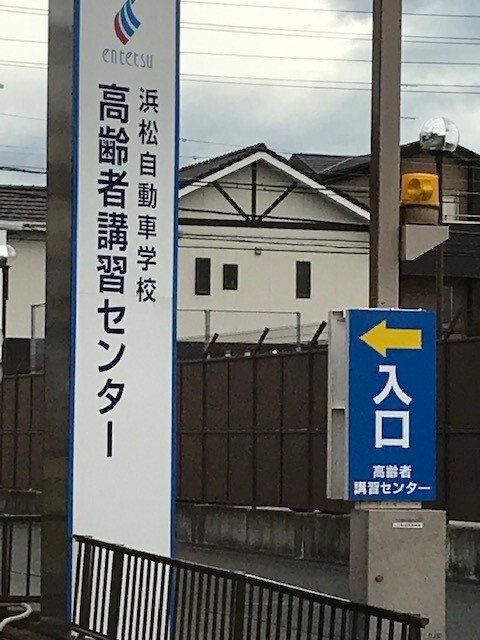 entetsu
浜松自動車学校
高齢者講習センター
入口
高齢者
講習センター